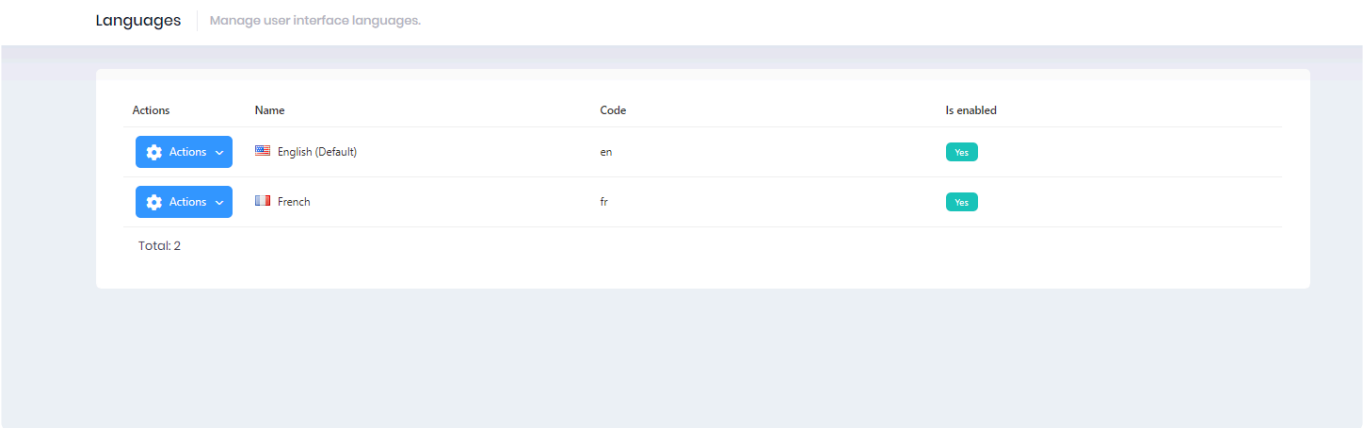 Languages Manage user interface languages.
Actions Name Code Is enabled
Actions English (Default) en Yes
Actions French fr Yes
Total: 2